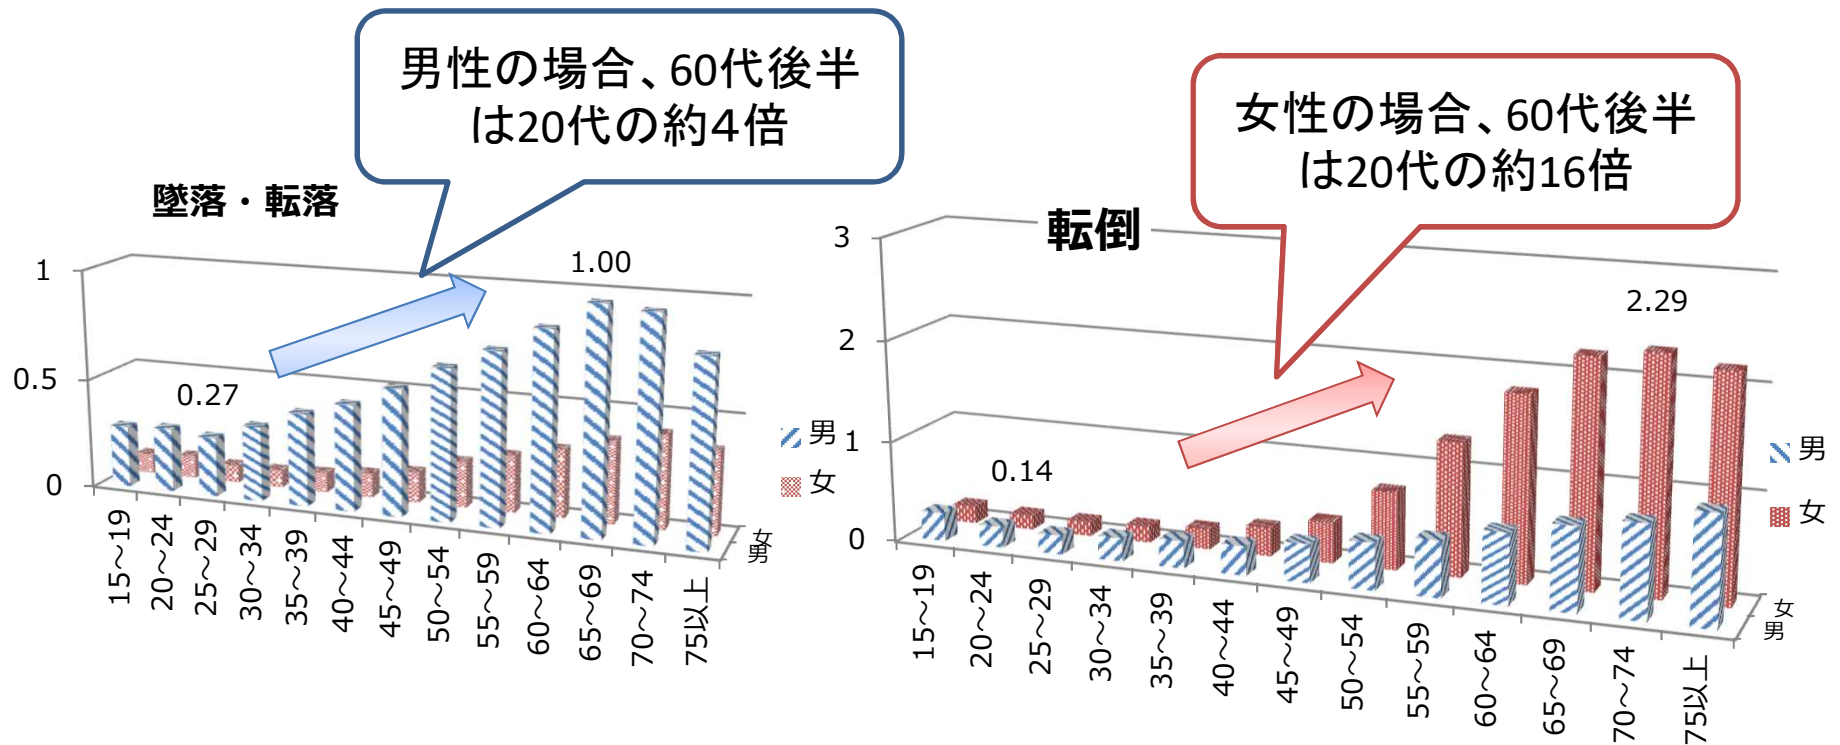 男性の場合、60代後半
は20代の約4倍
墜落・転落
1
0.5
0
0.27
1.00
男
女
女
男
15～19
20～24
25～29
30～34
35～39
40～44
45～49
50～54
55～59
60～64
65～69
70～74
75以上
女性の場合、60代後半
は20代の約16倍
転倒
3
2
1
0
0.14
2.29
男
女
女
男
15～19
20～24
25～29
30～34
35～39
40～44
45～49
50～54
55～59
60～64
65～69
70～74
75以上